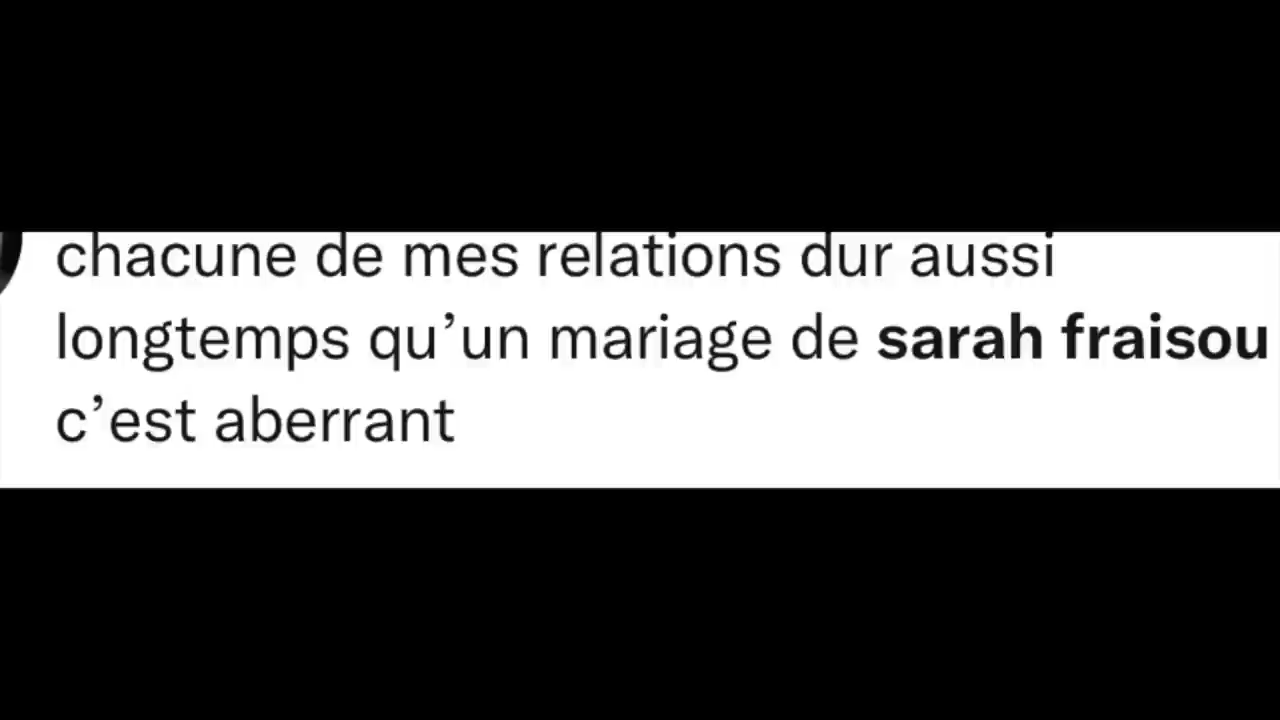 chacune de mes relations dur aussi
longtemps qu’un mariage de sarah fraisou
c’est aberrant